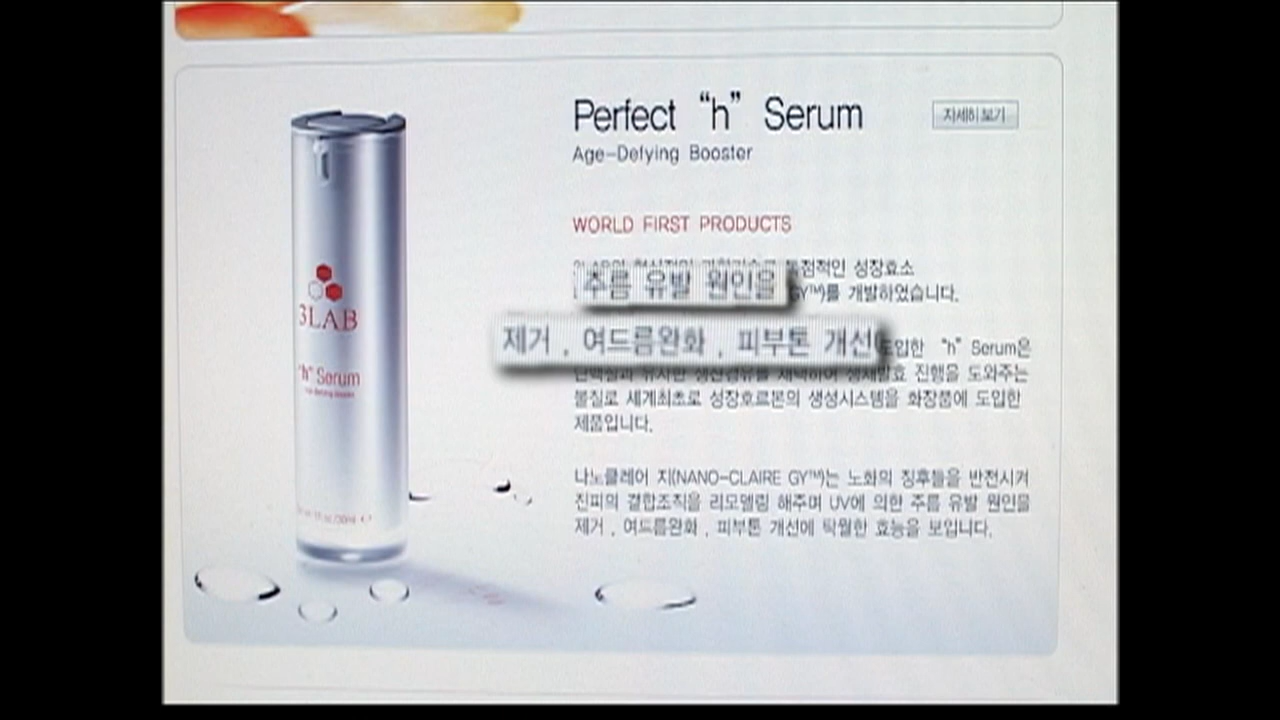 Perfect “h” Serum
자세히 보기
Age-Defying Booster
WORLD FIRST PRODUCTS
독점적인 성장효소
주름 유발 원인을
GY™)를 개발하였습니다.
제거 , 여드름완화 , 피부톤 개선
도입한 “h” Serum은
진행을 도와주는
물질로 세계최초로 성장호르몬의 생성시스템을 화장품에 도입한
제품입니다.
나노클레어 지(NANO-CLAIRE GY™)는 노화의 징후들을 반전시켜
진피의 결합조직을 리모델링 해주며 UV에 의한 주름 유발 원인을
제거 , 여드름완화 , 피부톤 개선에 탁월한 효능을 보입니다.
3LAB
"h" Serum